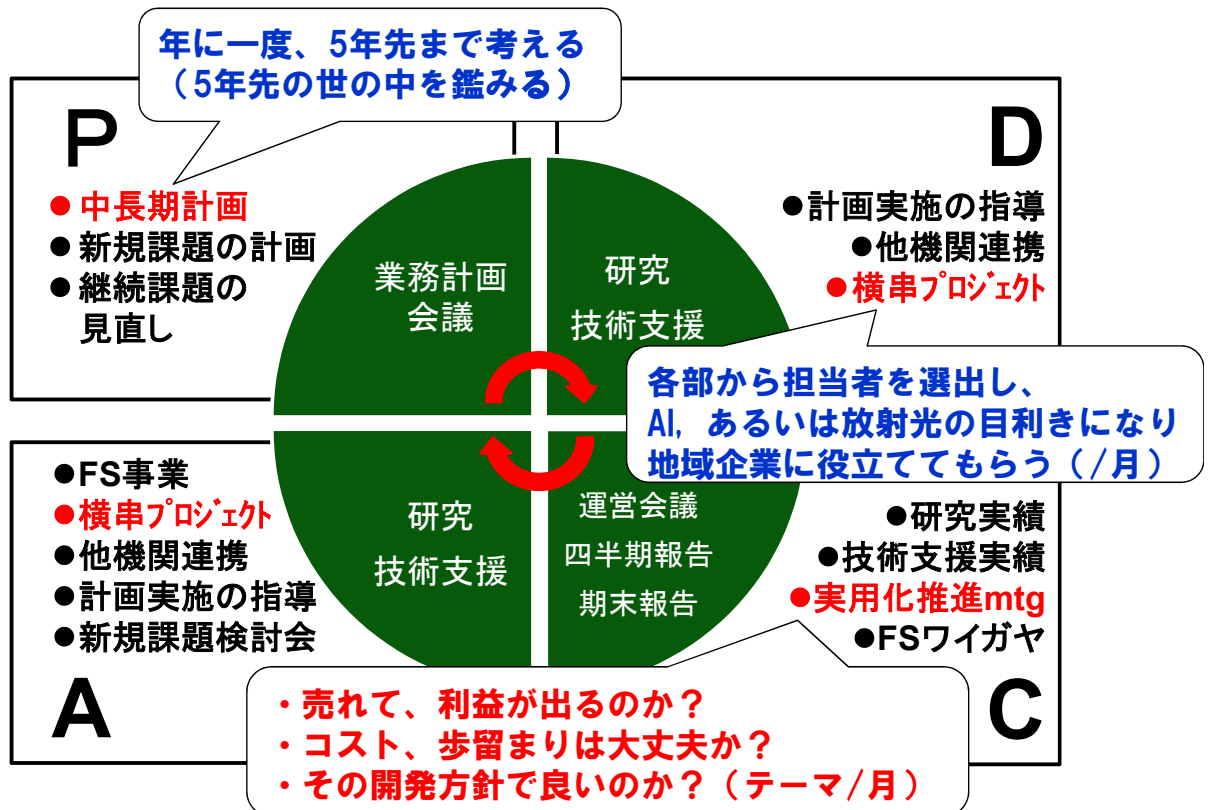 年に一度、5年先まで考える
（5年先の世の中を鑑みる）
P
●中長期計画
●新規課題の計画
●継続課題の
見直し
業務計画
会議
D
●計画実施の指導
●他機関連携
●横串プロジェクト
研究
技術支援
各部から担当者を選出し、
AI, あるいは放射光の目利きになり
地域企業に役立ててもらう（/月）
●FS事業
●横串プロジェクト
●他機関連携
●計画実施の指導
●新規課題検討会
A
研究
技術支援
運営会議
四半期報告
期末報告
●研究実績
●技術支援実績
●実用化推進mtg
●FSワイガヤ
C
・売れて、利益が出るのか？
・コスト、歩留まりは大丈夫か？
・その開発方針で良いのか？（テーマ/月）